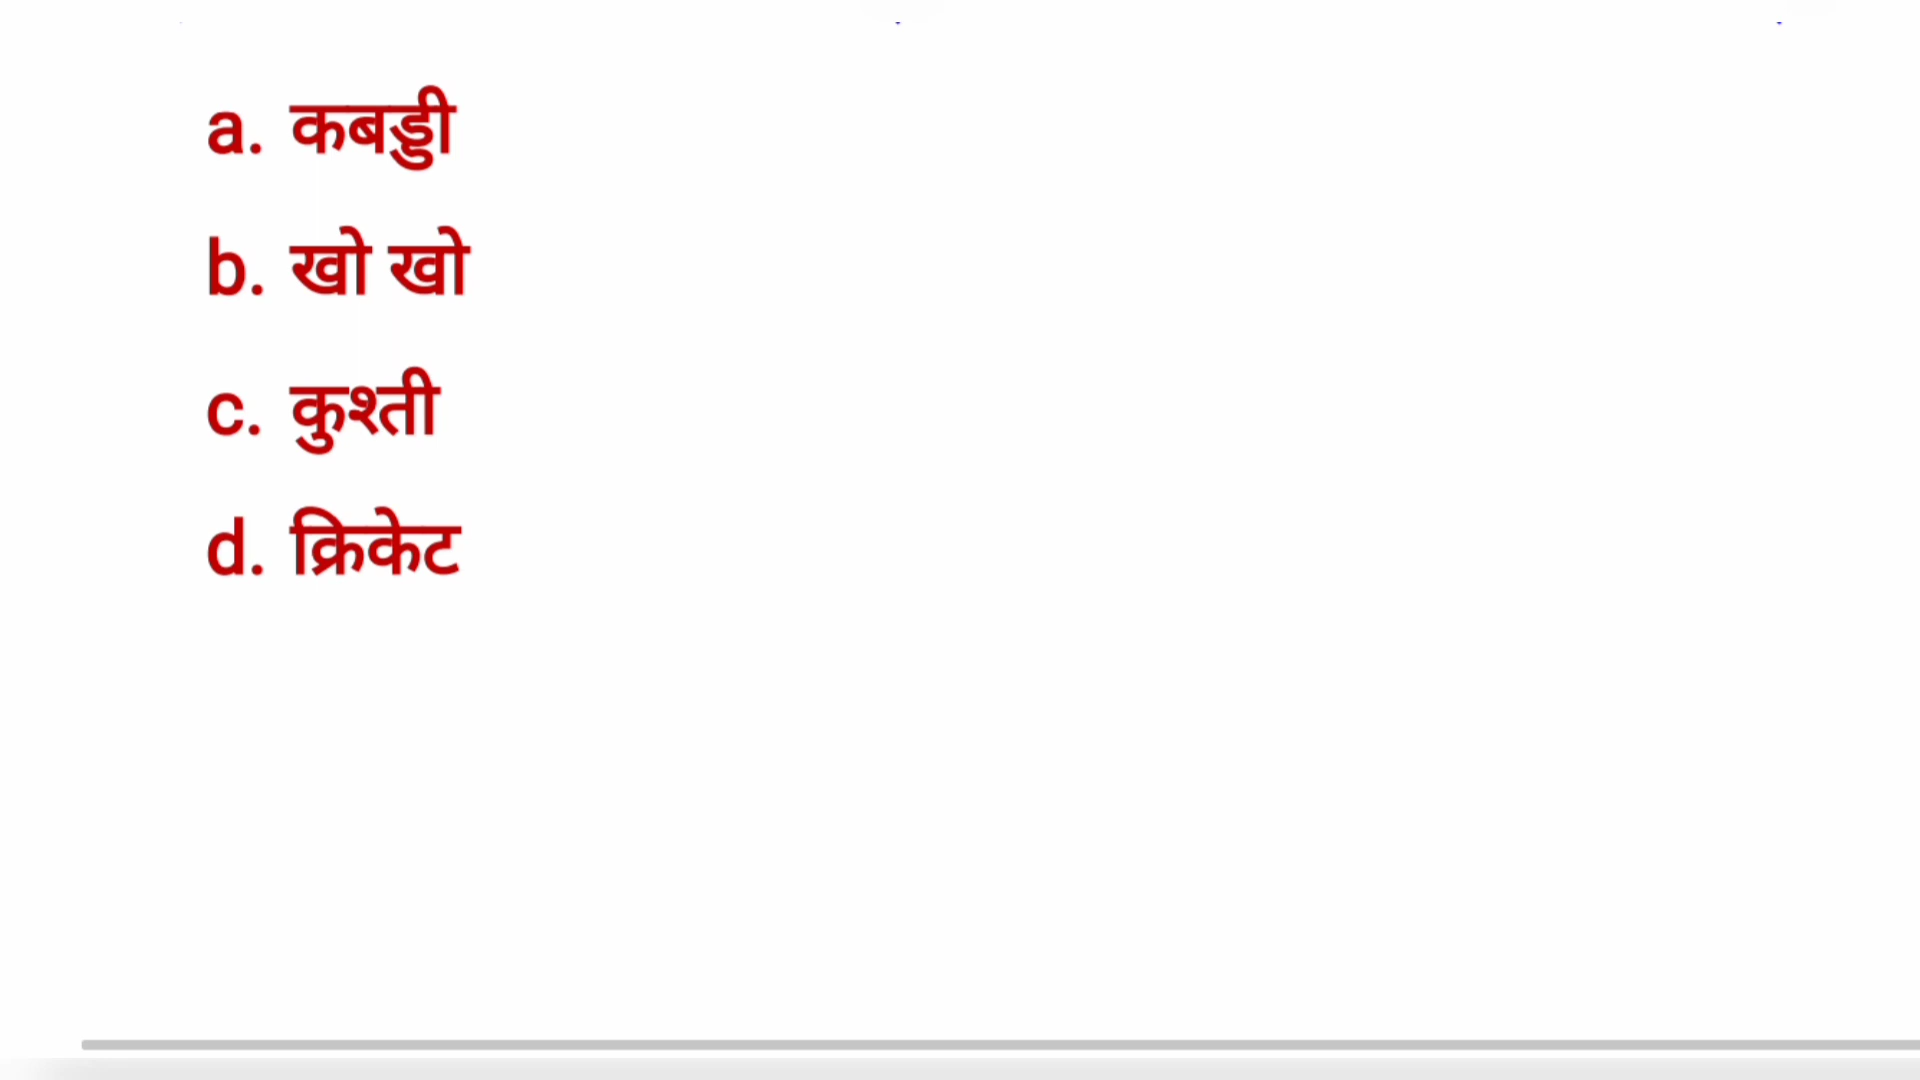 a. कबड्डी
b. खो खो
c. कुश्ती
d. क्रिकेट